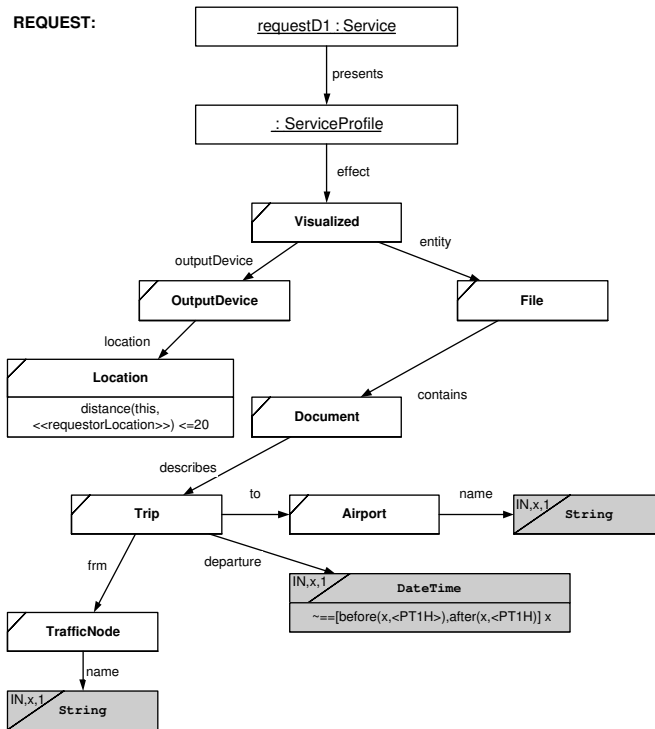 REQUEST:
requestD1 : Service
presents
: ServiceProfile
effect
Visualized
outputDevice
entity
OutputDevice
File
location
Location
distance(this,
<<requestorLocation>>) <=20
contains
Document
describes
Trip
to
Airport
name
IN,x,1
String
frm
departure
IN,x,1
DateTime
~==[before(x,<PT1H>),after(x,<PT1H)] x
TrafficNode
name
IN,x,1
String